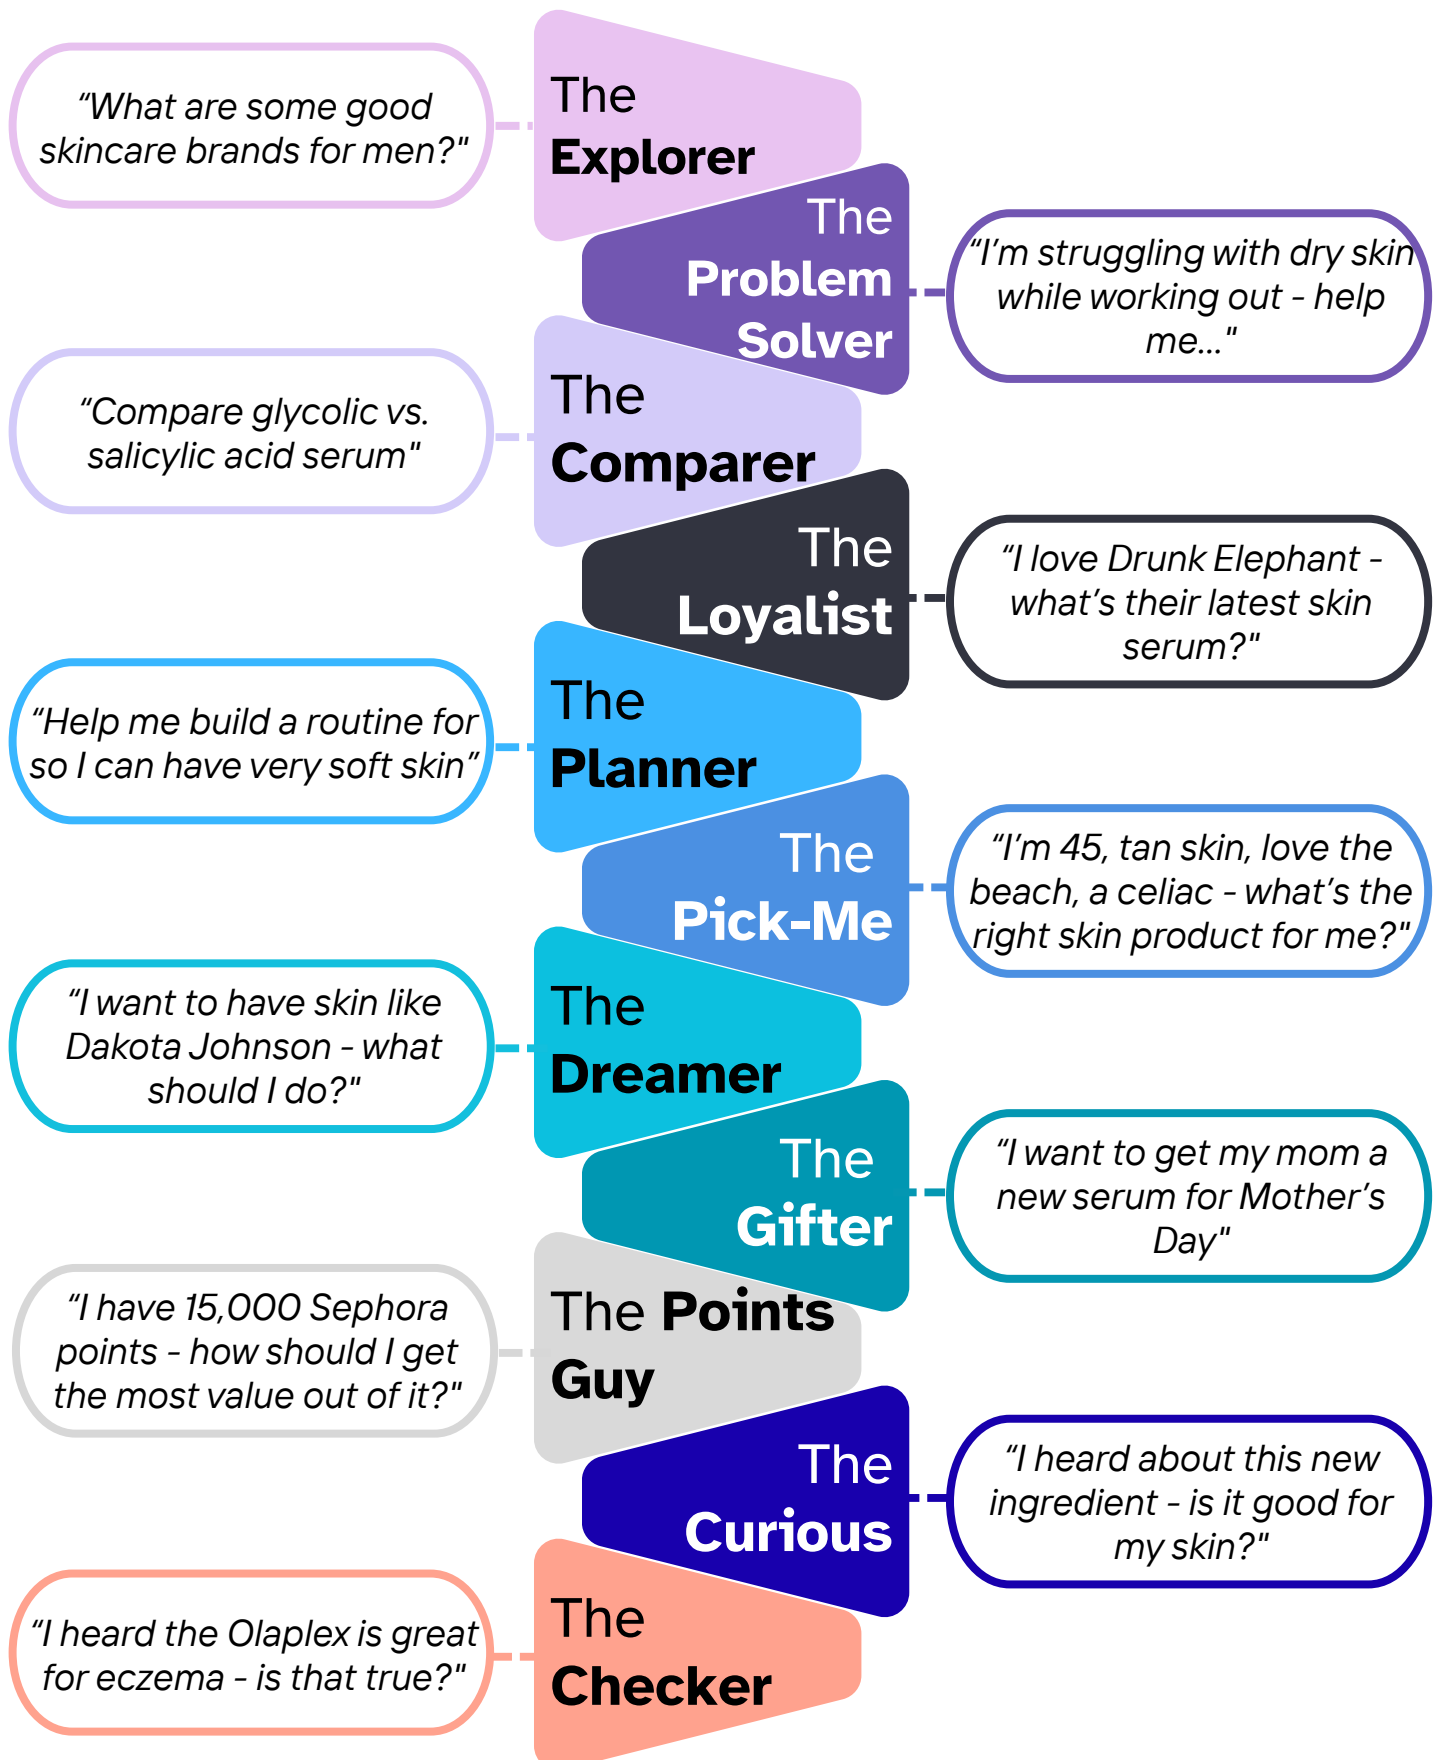 “What are some good
skincare brands for men?"
The
Explorer
The
Problem
Solver
“I’m struggling with dry skin
while working out - help
me..."
“Compare glycolic vs.
salicylic acid serum"
The
Comparer
The
Loyalist
“I love Drunk Elephant -
what’s their latest skin
serum?"
“Help me build a routine for
so I can have very soft skin”
The
Planner
The
Pick-Me
“I’m 45, tan skin, love the
beach, a celiac - what’s the
right skin product for me?"
“I want to have skin like
Dakota Johnson - what
should I do?"
The
Dreamer
The
Gifter
“I want to get my mom a
new serum for Mother’s
Day"
“I have 15,000 Sephora
points - how should I get
the most value out of it?"
The Points
Guy
The
Curious
“I heard about this new
ingredient - is it good for
my skin?"
“I heard the Olaplex is great
for eczema - is that true?"
The
Checker